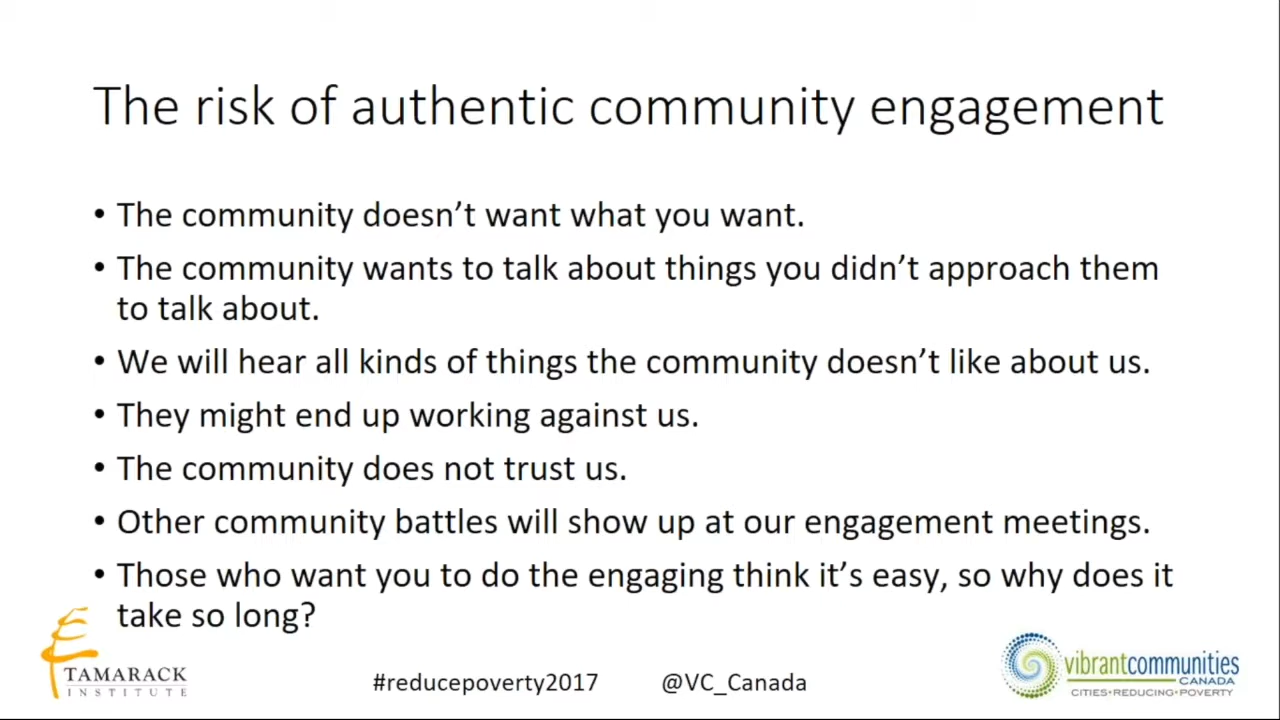 The risk of authentic community engagement
• The community doesn’t want what you want.
• The community wants to talk about things you didn’t approach them
to talk about.
• We will hear all kinds of things the community doesn’t like about us.
• They might end up working against us.
• The community does not trust us.
• Other community battles will show up at our engagement meetings.
• Those who want you to do the engaging think it’s easy, so why does it
take so long?
TAMARACK
INSTITUTE
#reducepoverty2017 @VC_Canada
vibrantcommunities
CANADA
CITIES•REDUCING•POVERTY